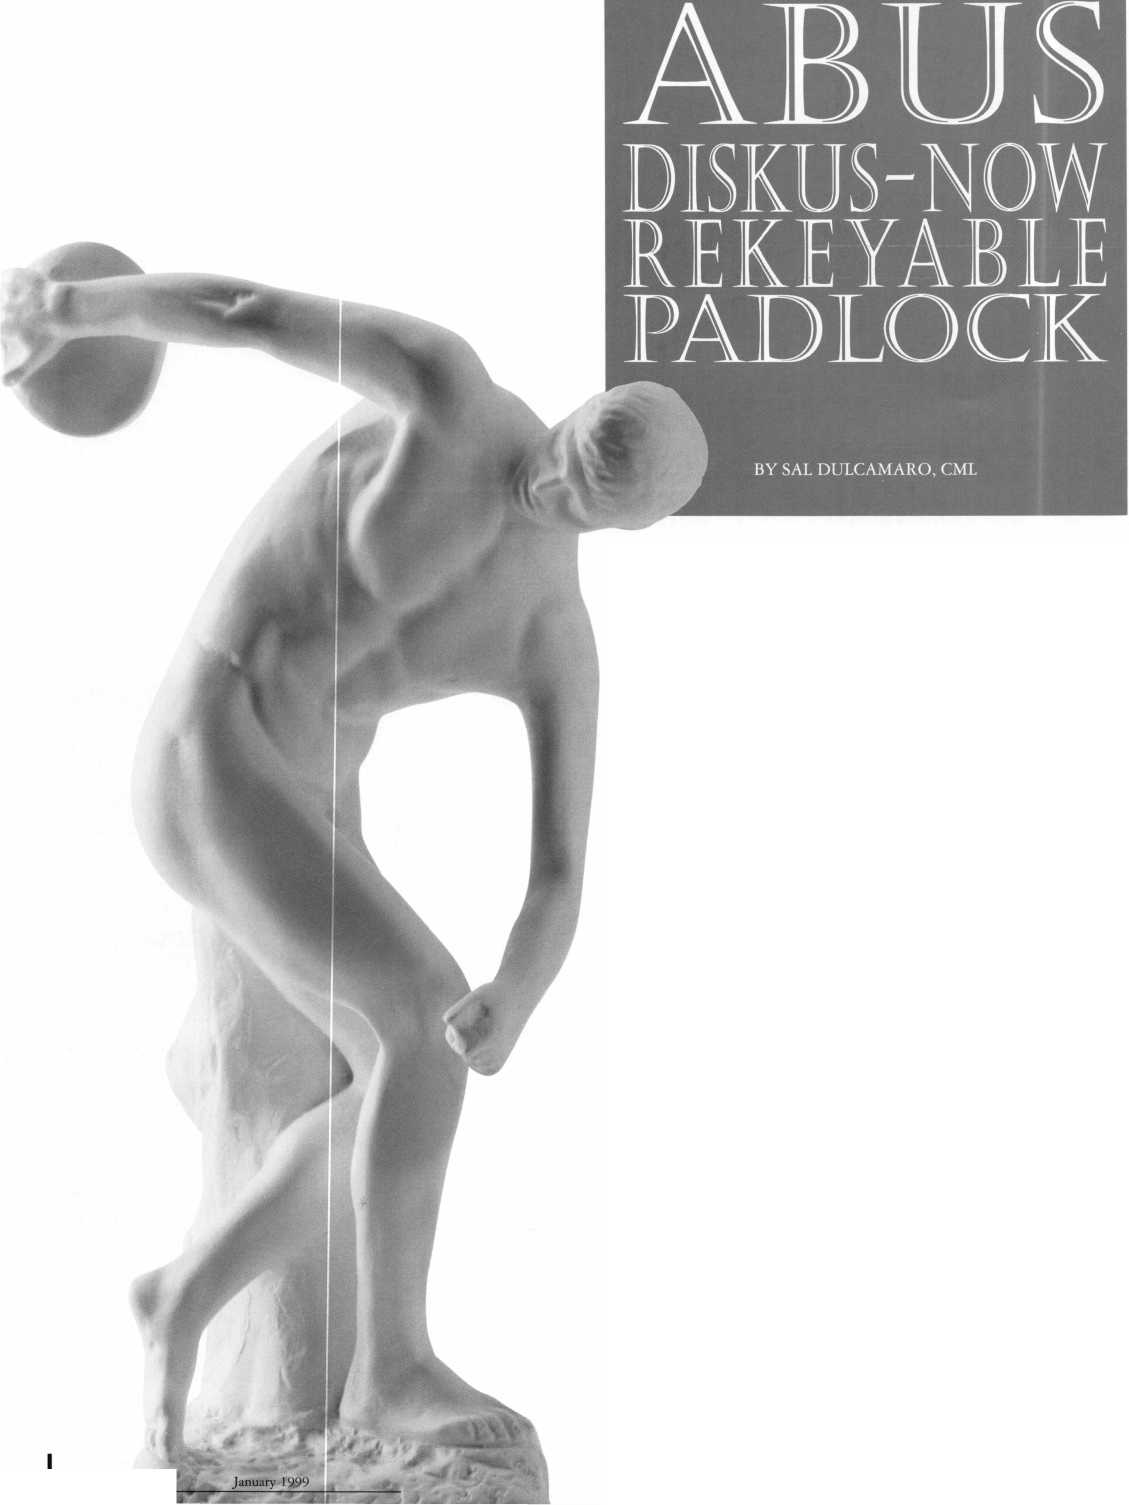 ABUS
DISKUS-NOW
REKEYABLE
PADLOCK
BY SAL DULCAMARO, CML
January 1999